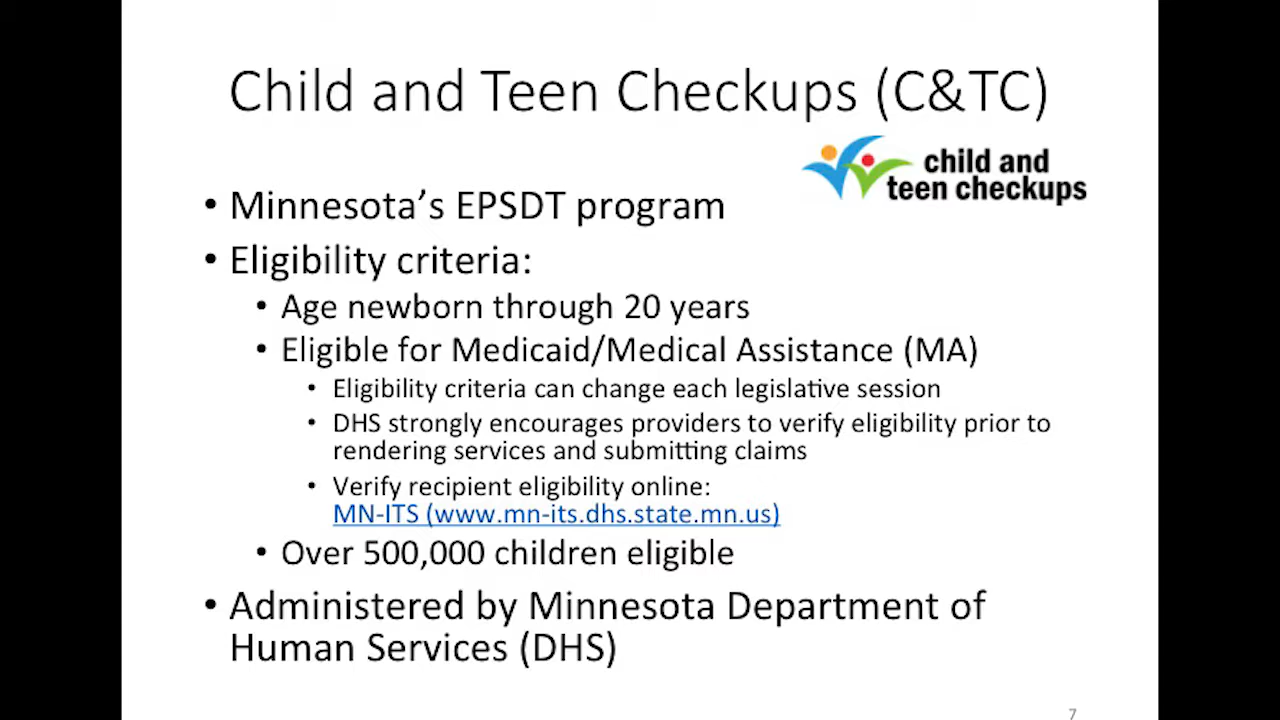 Child and Teen Checkups (C&TC)
child and
teen checkups
• Minnesota's EPSDT program
• Eligibility criteria:
• Age newborn through 20 years
• Eligible for Medicaid/Medical Assistance (MA)
• Eligibility criteria can change each legislative session
• DHS strongly encourages providers to verify eligibility prior to
rendering services and submitting claims
• Verify recipient eligibility online:
MN-ITS (www.mn-its.dhs.state.mn.us)
• Over 500,000 children eligible
• Administered by Minnesota Department of
Human Services (DHS)
7